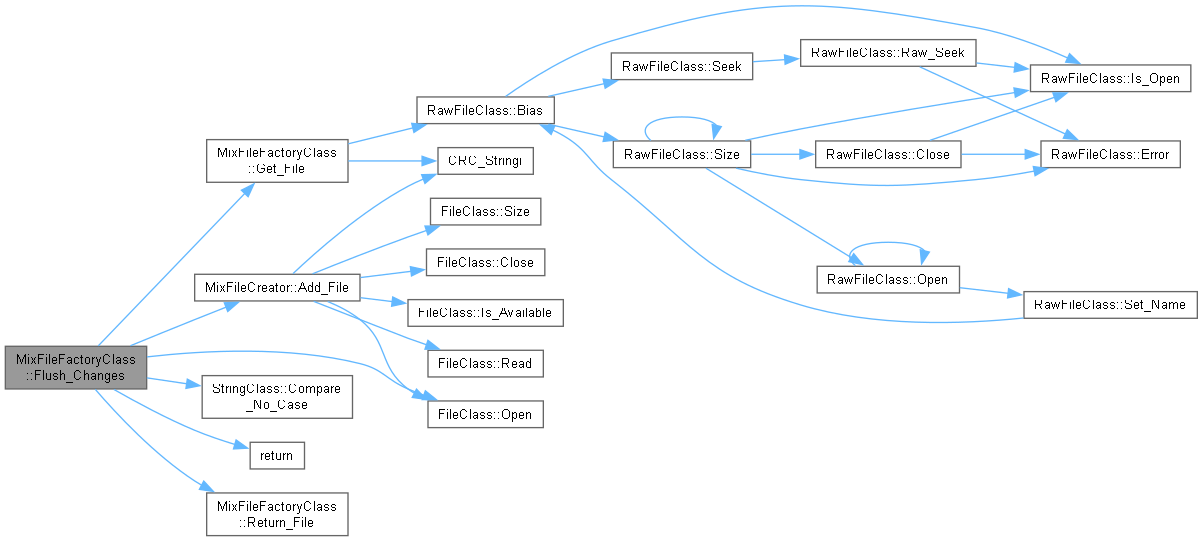 MixFileFactoryClass
::Flush_Changes
MixFileFactoryClass
::Get_File
MixFileCreator::Add_File
StringClass::Compare
_No_Case
return
MixFileFactoryClass
::Return_File
RawFileClass::Bias
CRC_Stringi
FileClass::Size
FileClass::Close
FileClass::Is_Available
FileClass::Read
FileClass::Open
RawFileClass::Seek
RawFileClass::Size
RawFileClass::Raw_Seek
RawFileClass::Close
RawFileClass::Open
RawFileClass::Is_Open
RawFileClass::Error
RawFileClass::Set_Name